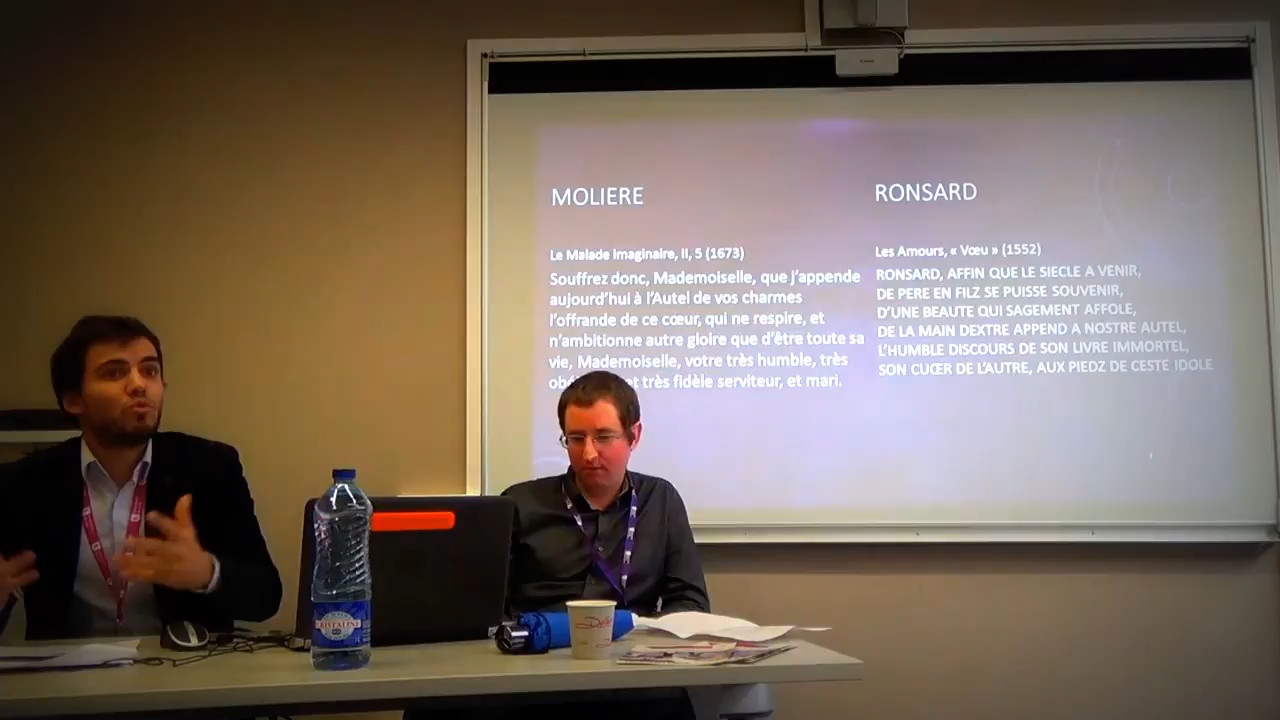 MOLIERE
Le Malade Imaginaire, II, 5 (1673)
Souffrez donc, Mademoiselle, que j'appende
aujourd'hui à l'Autel de vos charmes
l'offrande de ce cœur, qui ne respire, et
n'ambitionne autre gloire que d'être toute sa
vie, Mademoiselle, votre très humble, très
et très fidèle serviteur, et mari.
RONSARD
Les Amours, « Vœu » (1552)
RONSARD, AFFIN QUE LE SIECLE A VENIR,
DE PERE EN FILZ SE PUISSE SOUVENIR,
D'UNE BEAUTE QUI SAGEMENT AFFOLE,
DE LA MAIN DEXTRE APPEND A NOSTRE AUTEL,
L'HUMBLE DISCOURS DE SON LIVRE IMMORTEL,
SON CUŒR DE L'AUTRE, AUX PIEDZ DE CESTE IDOLE
CRISTALINE